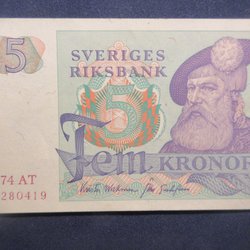 5
SVERIGES
RIKSBANK
5
Fem KRONOR
74 AT
280419